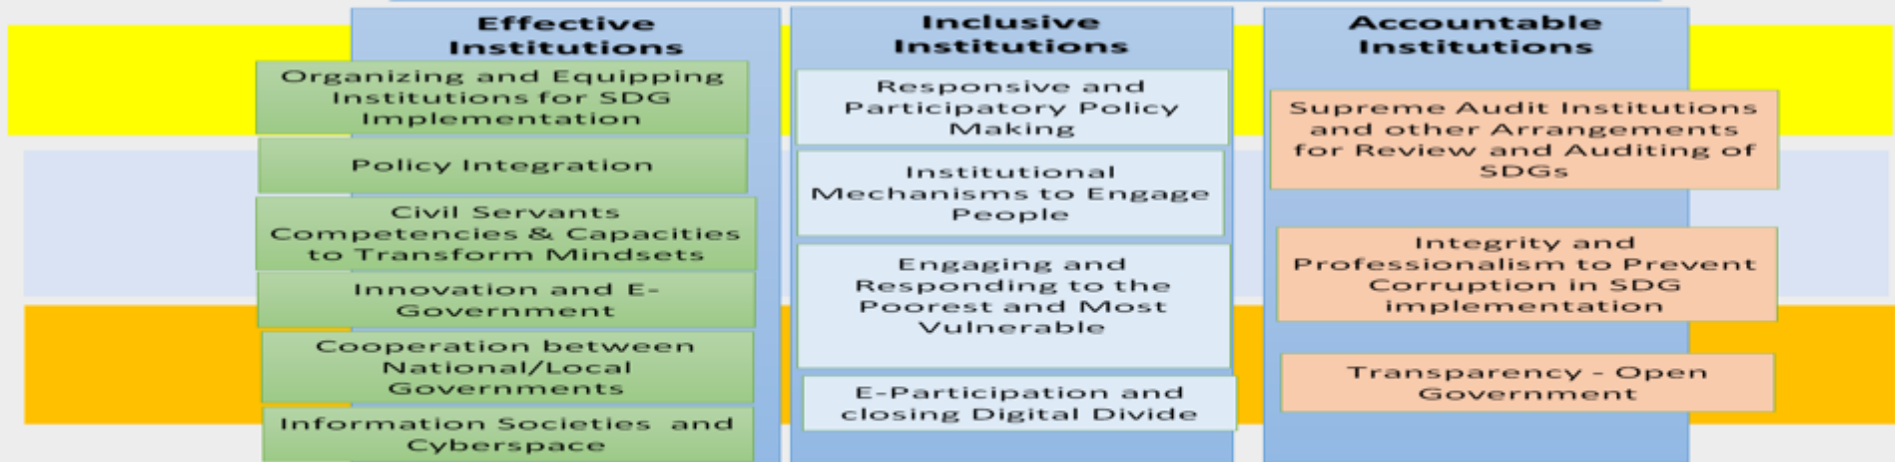 Effective
Institutions
Organizing and Equipping
Institutions for SDG
Implementation
Policy Integration
Civil Servants
Competencies & Capacities
to Transform Mindsets
Innovation and E-
Government
Cooperation between
National/Local
Governments
Information Societies and
Cyberspace
Inclusive
Institutions
Responsive and
Participatory Policy
Making
Institutional
Mechanisms to Engage
People
Engaging and
Responding to the
Poorest and Most
Vulnerable
E-Participation and
closing Digital Divide
Accountable
Institutions
Supreme Audit Institutions
and other Arrangements
for Review and Auditing of
SDGs
Integrity and
Professionalism to Prevent
Corruption in SDG
implementation
Transparency - Open
Government